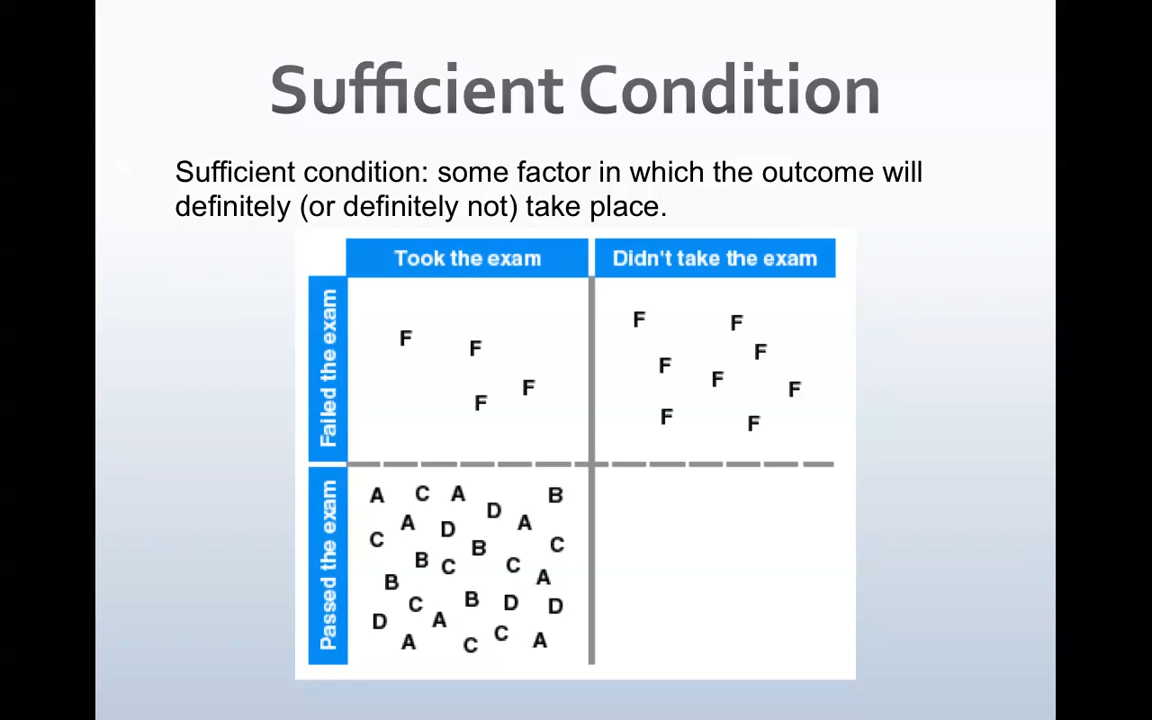 Sufficient Condition
Sufficient condition: some factor in which the outcome will
definitely (or definitely not) take place.
Took the exam
Didn't take the exam
Failed the exam
F F
F
F
F F
F
F F
F
F F
Passed the exam
A C A B
D
A D A
C B C
B C C
B A
C B D D
D A
A C C A